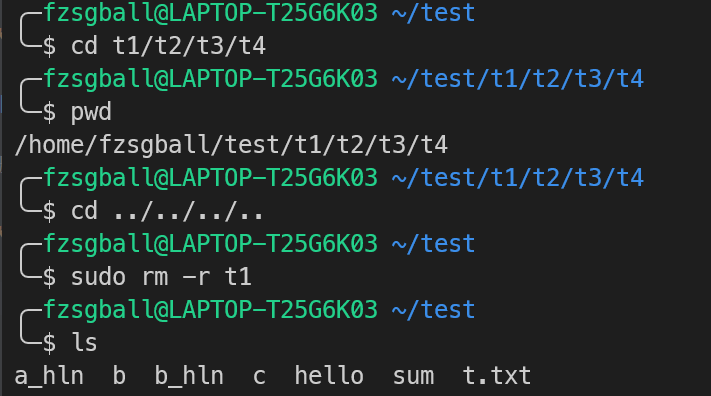 fzsgball@LAPTOP-T25G6K03 ~/test
$ cd t1/t2/t3/t4
fzsgball@LAPTOP-T25G6K03 ~/test/t1/t2/t3/t4
$ pwd
/home/fzsgball/test/t1/t2/t3/t4
fzsgball@LAPTOP-T25G6K03 ~/test/t1/t2/t3/t4
$ cd ../../../..
fzsgball@LAPTOP-T25G6K03 ~/test
$ sudo rm -r t1
fzsgball@LAPTOP-T25G6K03 ~/test
$ ls
a_hln  b  b_hln  c  hello  sum  t.txt